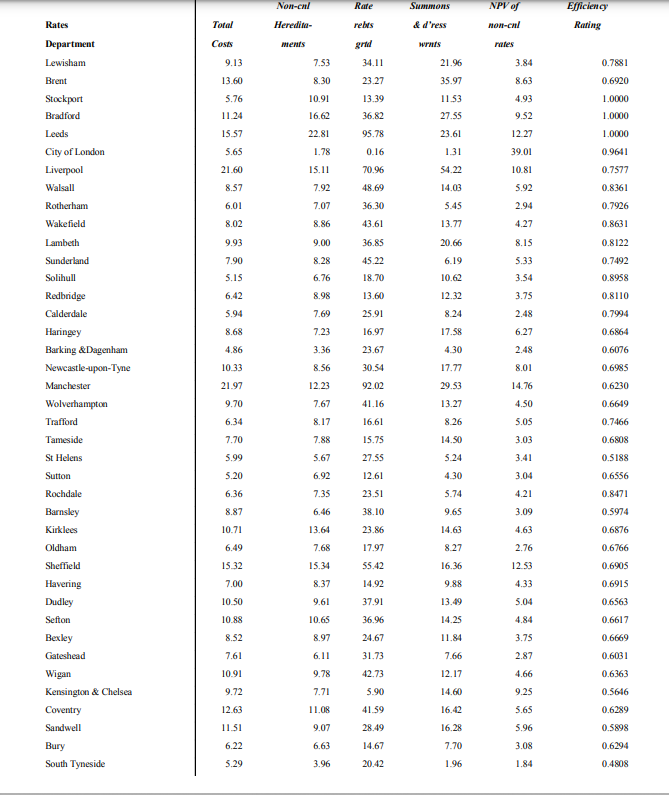 Non-cnl Rate Summons NPV of Efficiency
Rates Total Heredita- rebts & d'ress non-cnl Rating
Department Costs ments grtd wrnts rates
Lewisham 9.13 7.53 34.11 21.96 3.84 0.7881
Brent 13.60 8.30 23.27 35.97 8.63 0.6920
Stockport 5.76 10.91 13.39 11.53 4.93 1.0000
Bradford 11.24 16.62 36.82 27.55 9.52 1.0000
Leeds 15.57 22.81 95.78 23.61 12.27 1.0000
City of London 5.65 1.78 0.16 1.31 39.01 0.9641
Liverpool 21.60 15.11 70.96 54.22 10.81 0.7577
Walsall 8.57 7.92 48.69 14.03 5.92 0.8361
Rotherham 6.01 7.07 36.30 5.45 2.94 0.7926
Wakefield 8.02 8.86 43.61 13.77 4.27 0.8631
Lambeth 9.93 9.00 36.85 20.66 8.15 0.8122
Sunderland 7.90 8.28 45.22 6.19 5.33 0.7492
Solihull 5.15 6.76 18.70 10.62 3.54 0.8958
Redbridge 6.42 8.98 13.60 12.32 3.75 0.8110
Calderdale 5.94 7.69 25.91 8.24 2.48 0.7994
Haringey 8.68 7.23 16.97 17.58 6.27 0.6864
Barking &Dagenham 4.86 3.36 23.67 4.30 2.48 0.6076
Newcastle-upon-Tyne 10.33 8.56 30.54 17.77 8.01 0.6985
Manchester 21.97 12.23 92.02 29.53 14.76 0.6230
Wolverhampton 9.70 7.67 41.16 13.27 4.50 0.6649
Trafford 6.34 8.17 16.61 8.26 5.05 0.7466
Tameside 7.70 7.88 15.75 14.50 3.03 0.6808
St Helens 5.99 5.67 27.55 5.24 3.41 0.5188
Sutton 5.20 6.92 12.61 4.30 3.04 0.6556
Rochdale 6.36 7.35 23.51 5.74 4.21 0.8471
Barnsley 8.87 6.46 38.10 9.65 3.09 0.5974
Kirklees 10.71 13.64 23.86 14.63 4.63 0.6876
Oldham 6.49 7.68 17.97 8.27 2.76 0.6766
Sheffield 15.32 15.34 55.42 16.36 12.53 0.6905
Havering 7.00 8.37 14.92 9.88 4.33 0.6915
Dudley 10.50 9.61 37.91 13.49 5.04 0.6563
Sefton 10.88 10.65 36.96 14.25 4.84 0.6617
Bexley 8.52 8.97 24.67 11.84 3.75 0.6669
Gateshead 7.61 6.11 31.73 7.66 2.87 0.6031
Wigan 10.91 9.78 42.73 12.17 4.66 0.6363
Kensington & Chelsea 9.72 7.71 5.90 14.60 9.25 0.5646
Coventry 12.63 11.08 41.59 16.42 5.65 0.6289
Sandwell 11.51 9.07 28.49 16.28 5.96 0.5898
Bury 6.22 6.63 14.67 7.70 3.08 0.6294
South Tyneside 5.29 3.96 20.42 1.96 1.84 0.4808